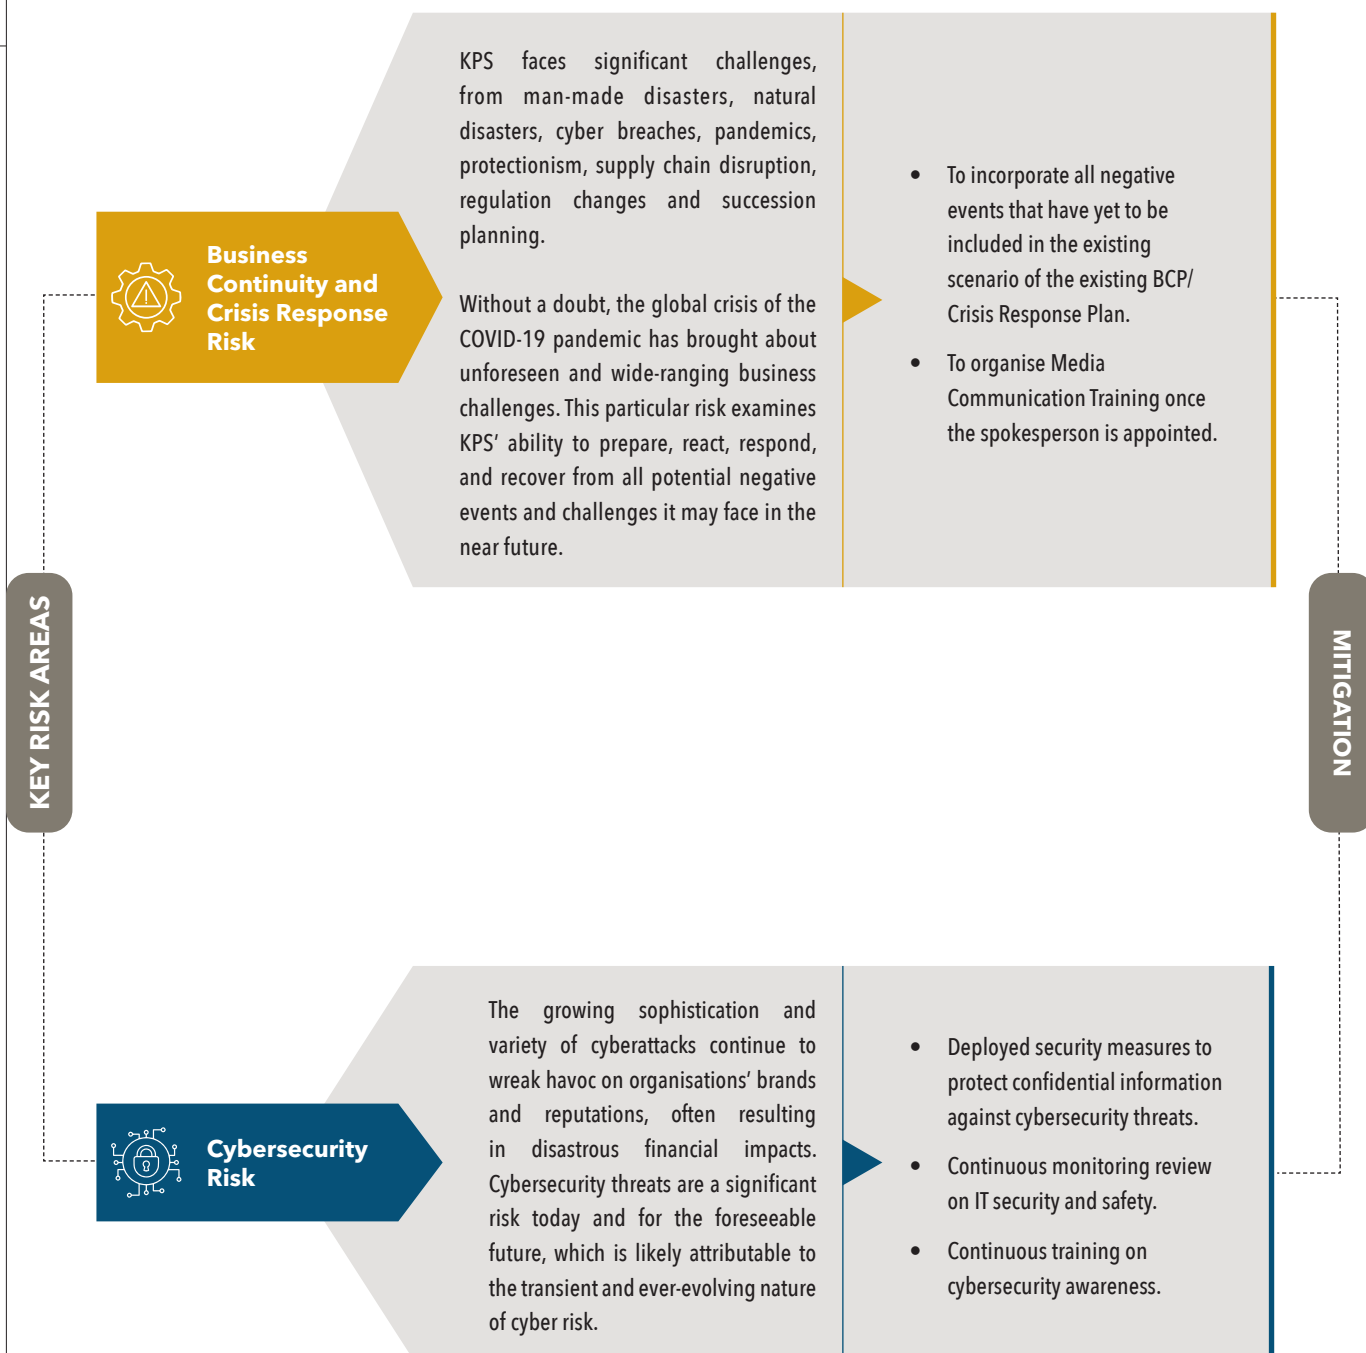 KEY RISK AREAS
Business
Continuity and
Crisis Response
Risk
KPS faces significant challenges,
from man-made disasters, natural
disasters, cyber breaches, pandemics,
protectionism, supply chain disruption,
regulation changes and succession
planning.
Without a doubt, the global crisis of the
COVID-19 pandemic has brought about
unforeseen and wide-ranging business
challenges. This particular risk examines
KPS’ ability to prepare, react, respond,
and recover from all potential negative
events and challenges it may face in the
near future.
• To incorporate all negative
events that have yet to be
included in the existing
scenario of the existing BCP/
Crisis Response Plan.
• To organise Media
Communication Training once
the spokesperson is appointed.
MITIGATION
Cybersecurity
Risk
The growing sophistication and
variety of cyberattacks continue to
wreak havoc on organisations’ brands
and reputations, often resulting
in disastrous financial impacts.
Cybersecurity threats are a significant
risk today and for the foreseeable
future, which is likely attributable to
the transient and ever-evolving nature
of cyber risk.
• Deployed security measures to
protect confidential information
against cybersecurity threats.
• Continuous monitoring review
on IT security and safety.
• Continuous training on
cybersecurity awareness.